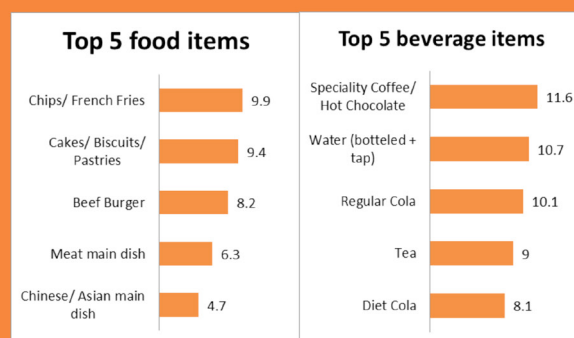 Top 5 food items
Chips/ French Fries
9.9
Cakes/ Biscuits/
Pastries
9.4
Beef Burger
8.2
Meat main dish
6.3
Chinese/ Asian main
dish
4.7
Top 5 beverage items
Speciality Coffee/
Hot Chocolate
11.6
Water (botteled +
tap)
10.7
Regular Cola
10.1
Tea
9
Diet Cola
8.1